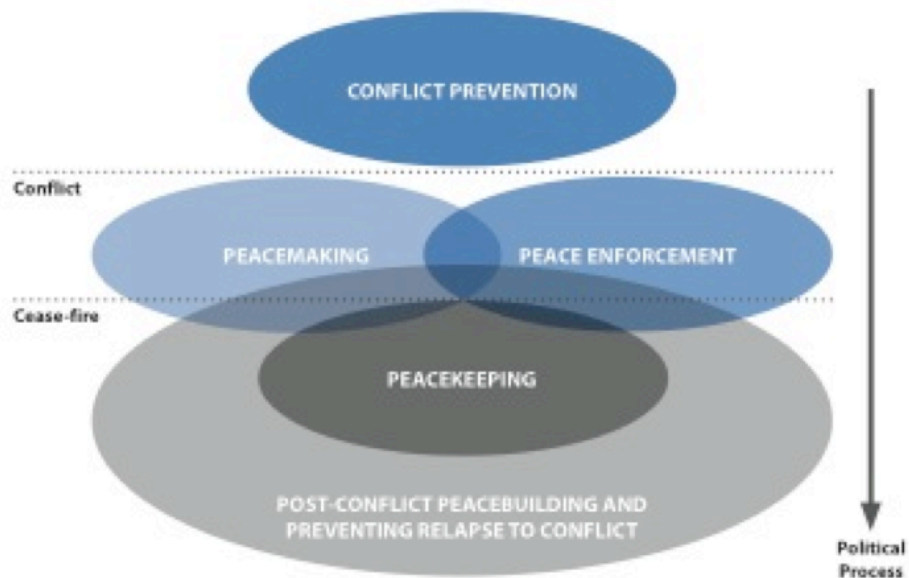 CONFLICT PREVENTION
Conflict
PEACEMAKING
PEACE ENFORCEMENT
Cease-fire
PEACEKEEPING
POST-CONFLICT PEACEBUILDING AND
PREVENTING RELAPSE TO CONFLICT
Political
Process